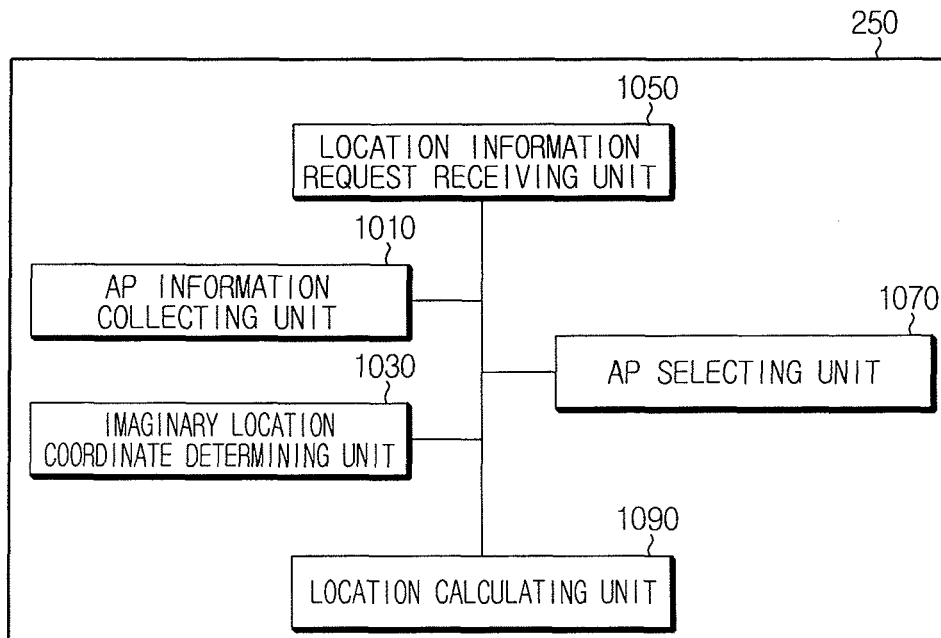 250
1050
LOCATION INFORMATION
REQUEST RECEIVING UNIT
1010
AP INFORMATION
COLLECTING UNIT
1070
AP SELECTING UNIT
1030
IMAGINARY LOCATION
COORDINATE DETERMINING UNIT
1090
LOCATION CALCULATING UNIT